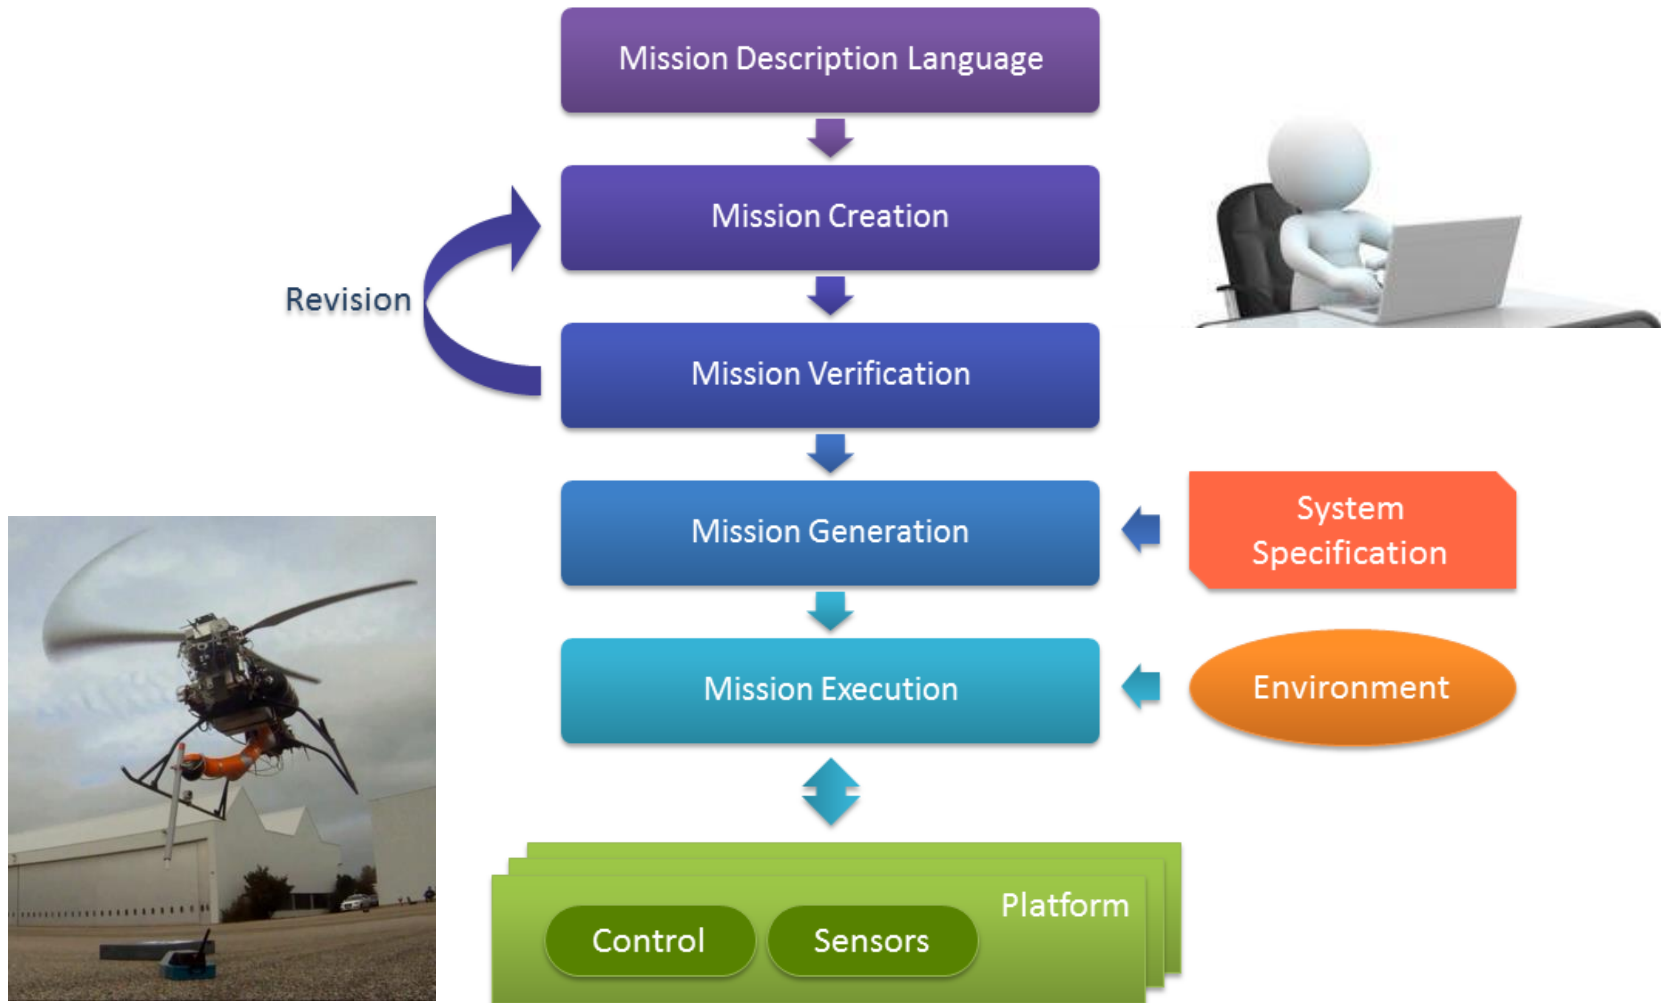 Mission Description Language
Mission Creation
Revision
Mission Verification
Mission Generation
System
Specification
Mission Execution
Environment
Platform
Control
Sensors